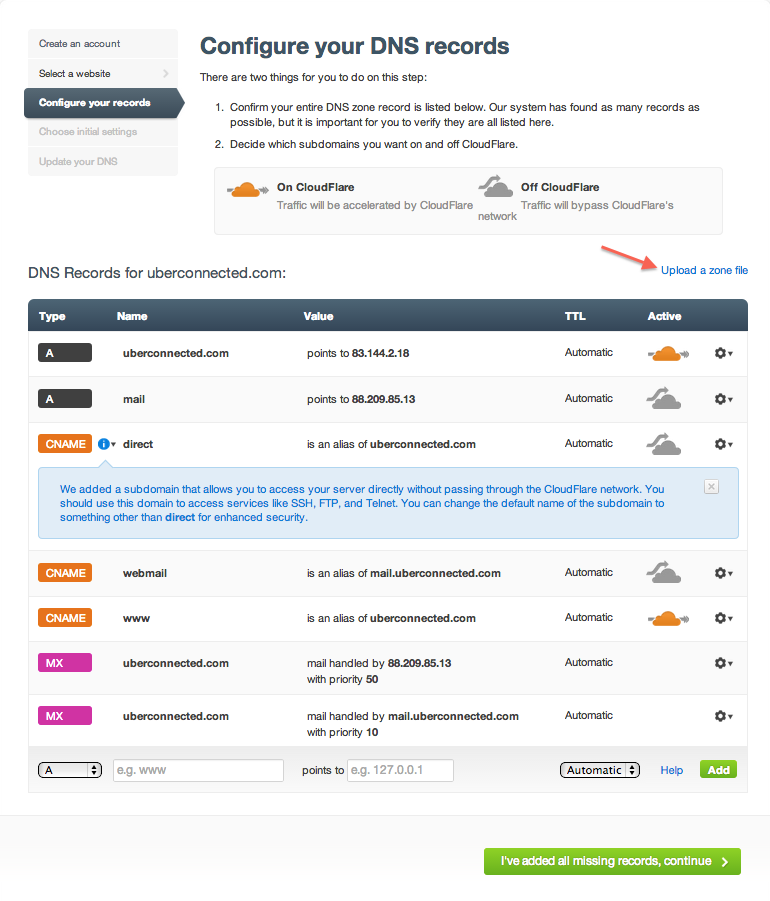 Create an account
Select a website
Configure your records
Choose initial settings
Update your DNS
Configure your DNS records
There are two things for you to do on this step:
1. Confirm your entire DNS zone record is listed below. Our system has found as many records as
possible, but it is important for you to verify they are all listed here.
2. Decide which subdomains you want on and off CloudFlare.
On CloudFlare
Traffic will be accelerated by CloudFlare
Off CloudFlare
Traffic will bypass CloudFlare's
network
DNS Records for uberconnected.com:
Upload a zone file
Type Name Value TTL Active
A uberconnected.com points to 83.144.2.18 Automatic
A mail points to 88.209.85.13 Automatic
CNAME direct is an alias of uberconnected.com Automatic
We added a subdomain that allows you to access your server directly without passing through the CloudFlare network. You
should use this domain to access services like SSH, FTP, and Telnet. You can change the default name of the subdomain to
something other than direct for enhanced security.
CNAME webmail is an alias of mail.uberconnected.com Automatic
CNAME www is an alias of uberconnected.com Automatic
MX uberconnected.com mail handled by 88.209.85.13 Automatic
with priority 50
MX uberconnected.com mail handled by mail.uberconnected.com Automatic
with priority 10
A e.g. www points to e.g. 127.0.0.1 Automatic Help Add
I've added all missing records, continue